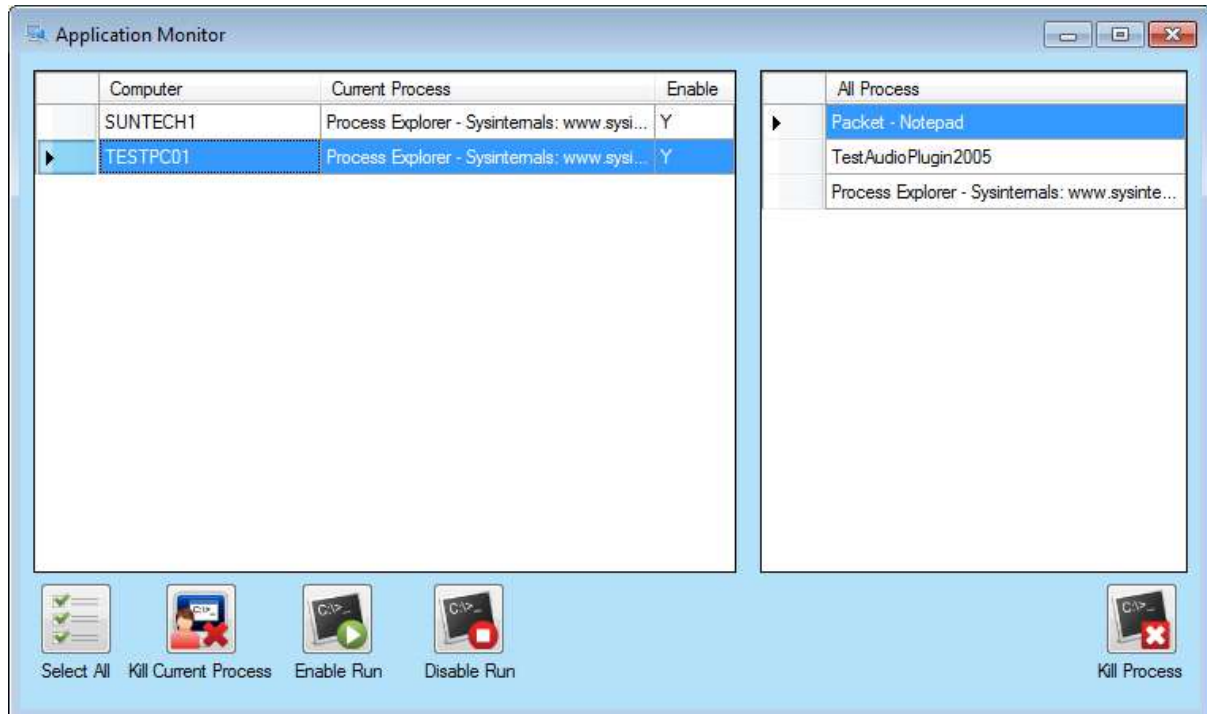 Application Monitor
Computer Current Process Enable
SUNTECH1 Process Explorer - Sysinternals: www.sysi... Y
TESTPC01 Process Explorer - Sysinternals: www.sysi... Y
All Process
Packet - Notepad
TestAudioPlugin2005
Process Explorer - Sysinternals: www.sysinte...
C:\>_
C:\>_
C:\>_
C:\>_
Select All Kill Current Process Enable Run Disable Run Kill Process